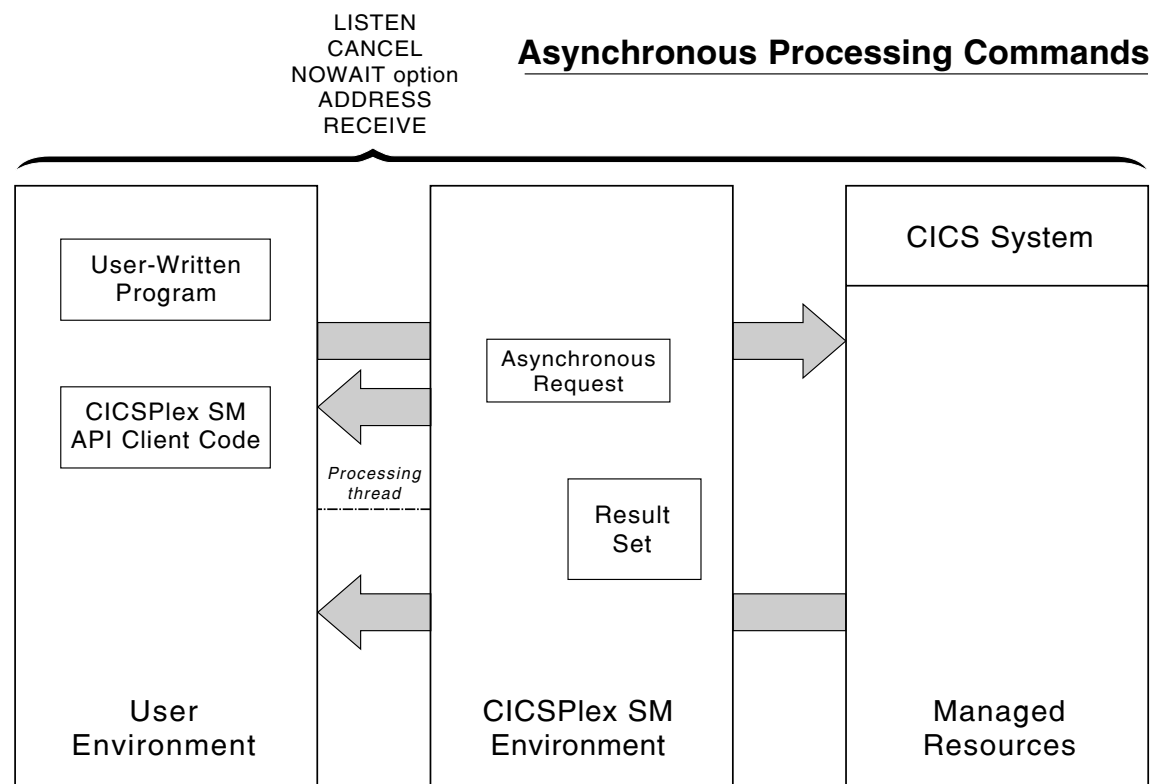 LISTEN
CANCEL
NOWAIT option
ADDRESS
RECEIVE
Asynchronous Processing Commands
User-Written
Program
CICSPlex SM
API Client Code
Processing
thread
User
Environment
Asynchronous
Request
Result
Set
CICSPlex SM
Environment
CICS System
Managed
Resources